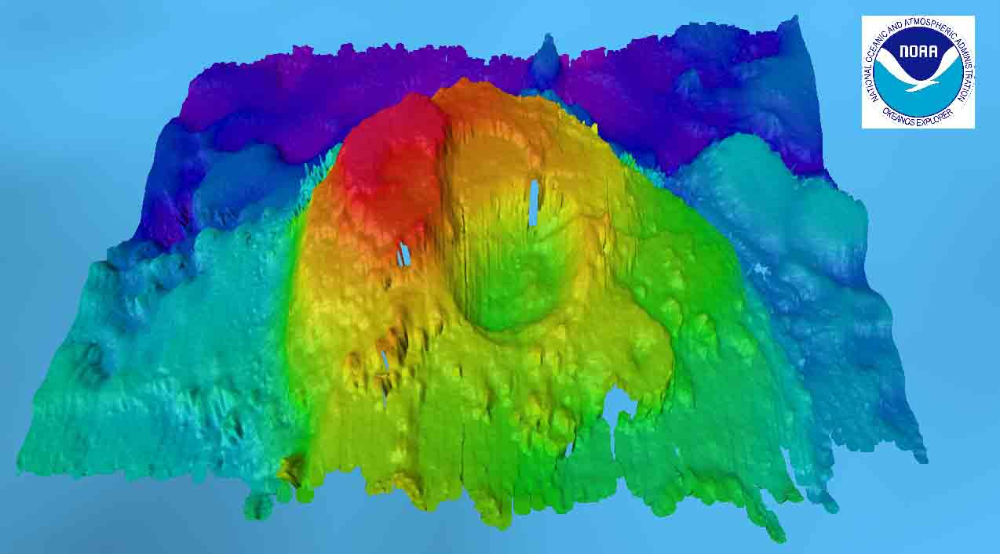 NATIONAL OCEANIC AND ATMOSPHERIC ADMINISTRATION
NOAA
OKEANOS EXPLORER